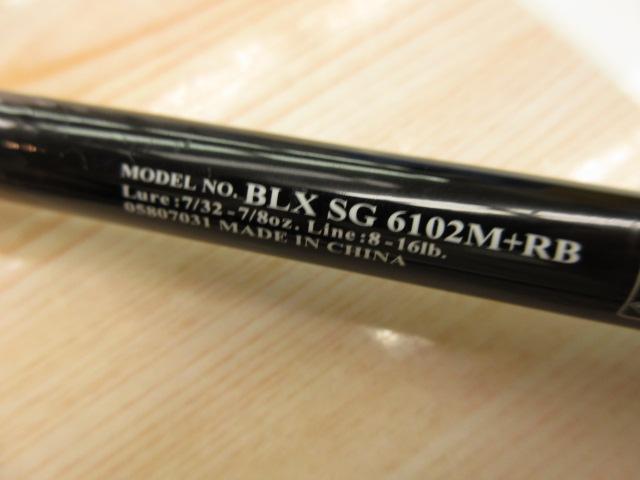 MODEL NO. BLX SG 6102M+RB
Lure:7/32-7/8oz. Line:8-16lb.
05807031 MADE IN CHINA